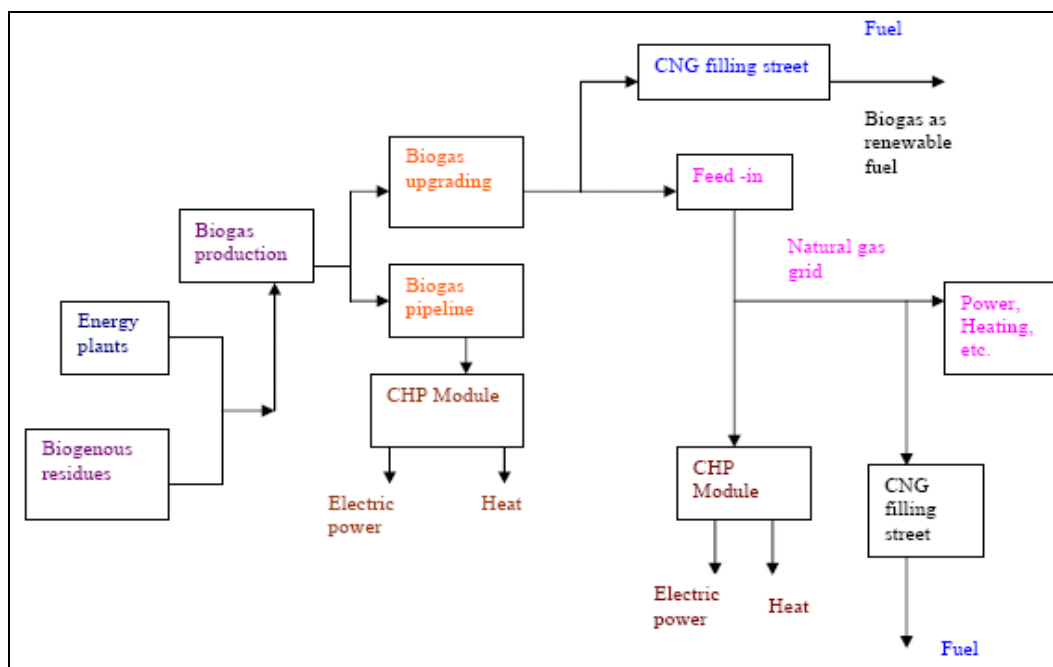 Fuel
CNG filling street
Biogas as
renewable
fuel
Biogas
upgrading
Feed -in
Biogas
production
Natural gas
grid
Biogas
pipeline
Power,
Heating,
etc.
Energy
plants
CHP Module
Biogenous
residues
CHP
Module
CNG
filling
street
Electric
power
Heat
Electric
power
Heat
Fuel